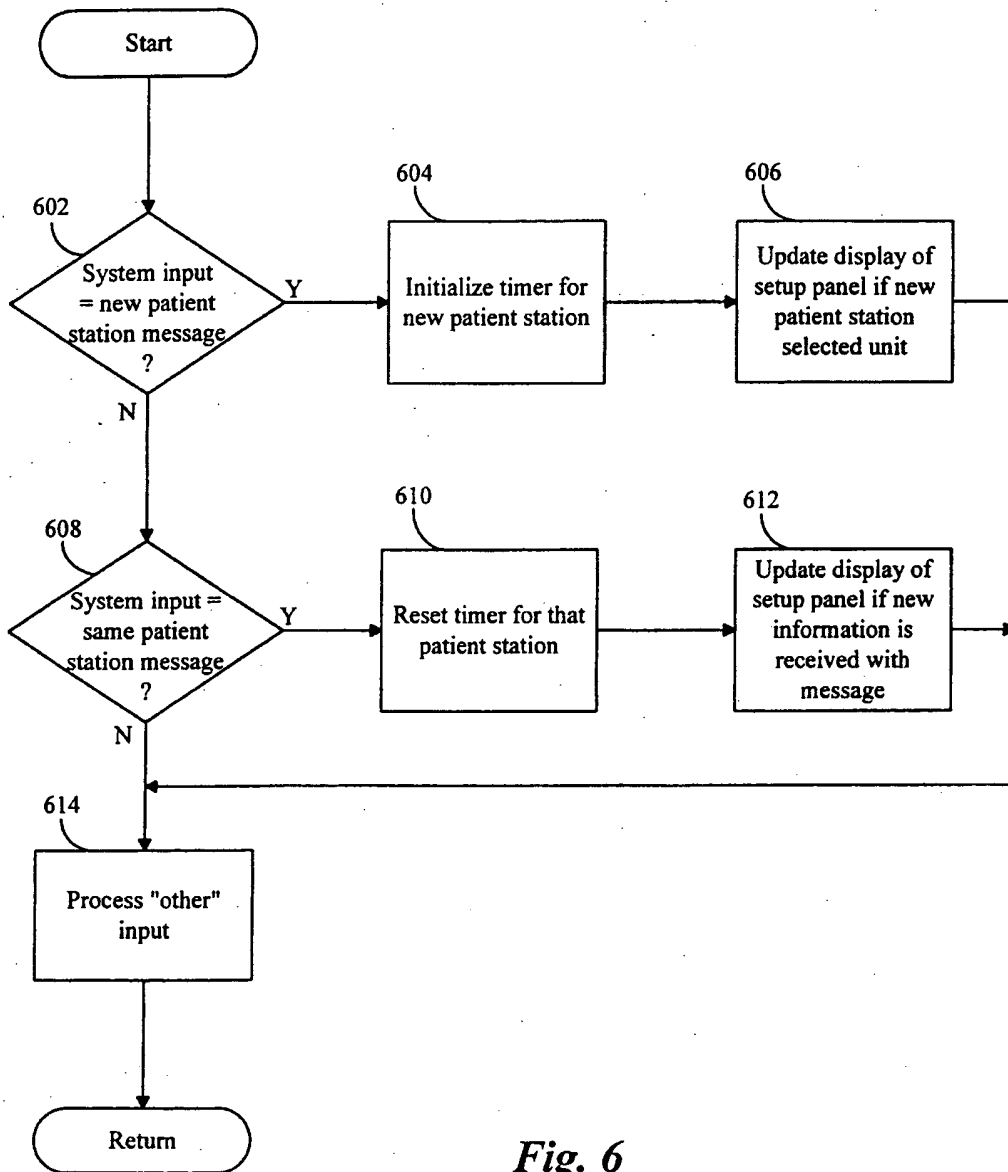 Start
602
System input
= new patient
station message
?
Y
N
604
Initialize timer for
new patient station
606
Update display of
setup panel if new
patient station
selected unit
608
System input =
same patient
station message
?
Y
N
610
Reset timer for that
patient station
612
Update display of
setup panel if new
information is
received with
message
614
Process "other"
input
Return
Fig. 6